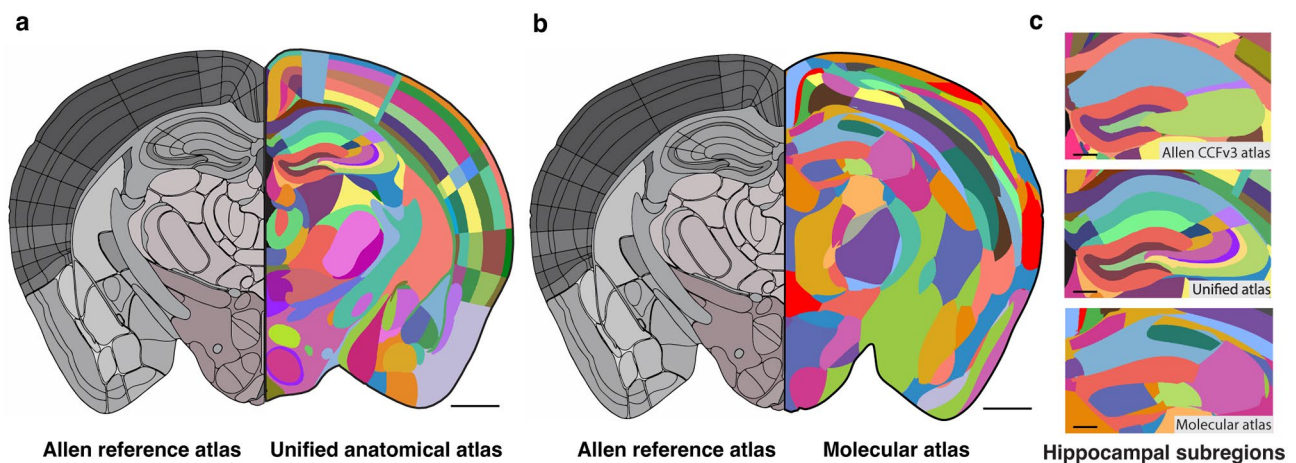 a
b
c
Allen CCFv3 atlas
Unified atlas
Molecular atlas
Allen reference atlas
Unified anatomical atlas
Allen reference atlas
Molecular atlas
Hippocampal subregions